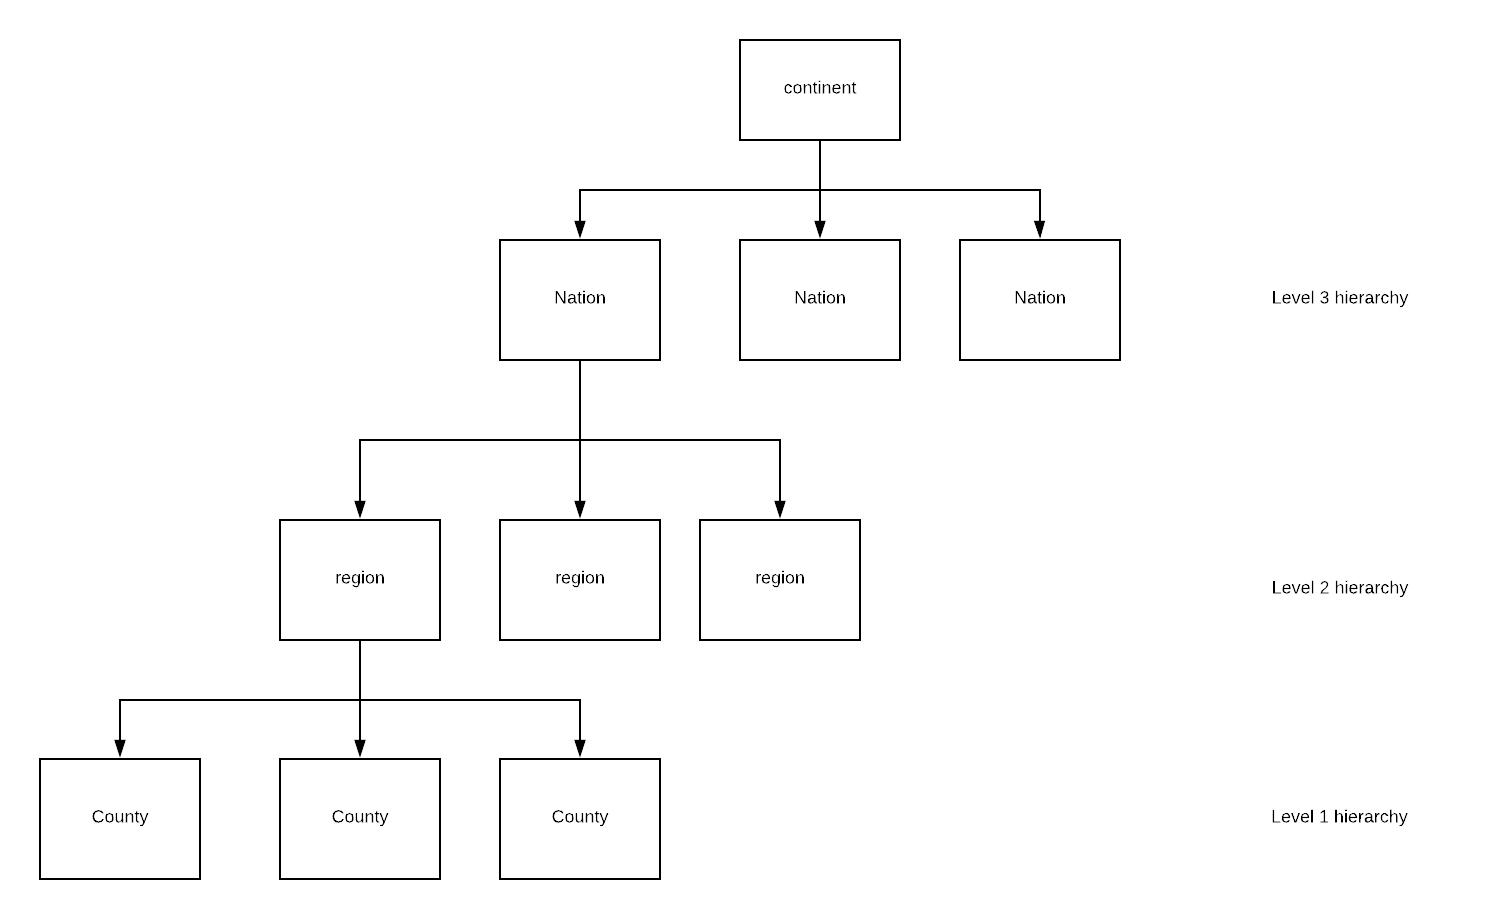 continent
Nation
Nation
Nation
Level 3 hierarchy
region
region
region
Level 2 hierarchy
County
County
County
Level 1 hierarchy